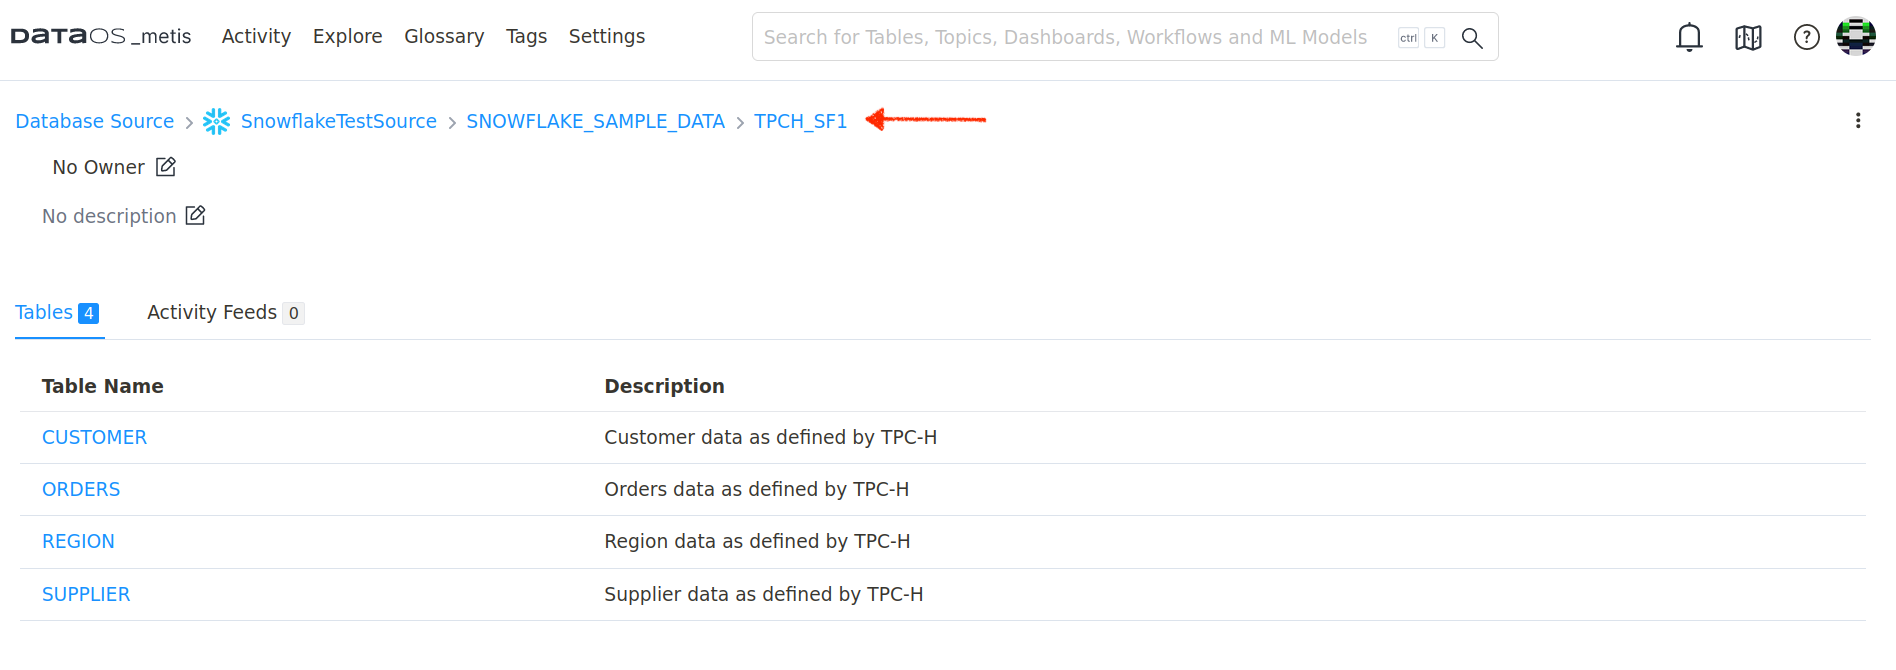 DATAOS _metis Activity Explore Glossary Tags Settings Search for Tables, Topics, Dashboards, Workflows and ML Models ctrl K ?
Database Source > SnowflakeTestSource > SNOWFLAKE_SAMPLE_DATA > TPCH_SF1
No Owner
No description
Tables 4 Activity Feeds 0
Table Name Description
CUSTOMER Customer data as defined by TPC-H
ORDERS Orders data as defined by TPC-H
REGION Region data as defined by TPC-H
SUPPLIER Supplier data as defined by TPC-H